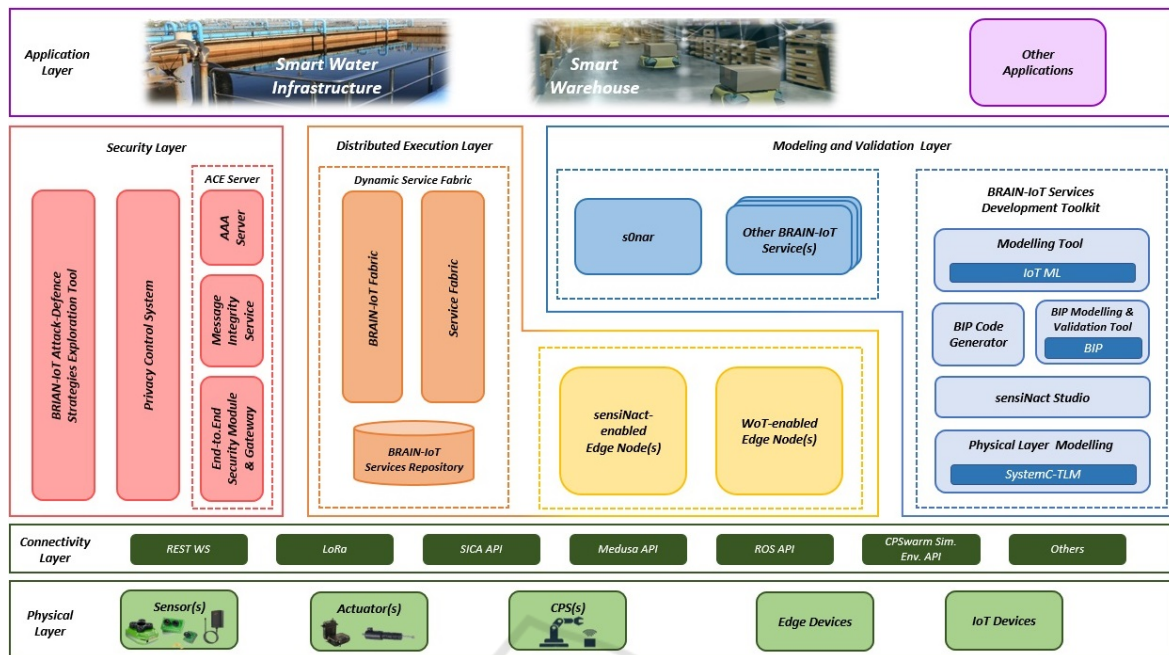 Application
Layer
Smart Water
Infrastructure
Smart
Warehouse
Other
Applications
Security Layer
BRIAN-IoT Attack-Defence
Strategies Exploration Tool
Privacy Control System
ACE Server
AAA
Server
Message
Integrity
Service
End-to.End
Security Module
& Gateway
Distributed Execution Layer
Dynamic Service Fabric
BRAIN-IoT Fabric
Service Fabric
BRAIN-IoT
Services Repository
sensiNact-
enabled
Edge Node(s)
WoT-enabled
Edge Node(s)
Modeling and Validation Layer
s0nar
Other BRAIN-IoT
Service(s)
BRAIN-IoT Services
Development Toolkit
Modelling Tool
IoT ML
BIP Code
Generator
BIP Modelling &
Validation Tool
BIP
sensiNact Studio
Physical Layer Modelling
SystemC-TLM
Connectivity
Layer
REST WS
LoRa
SICA API
Medusa API
ROS API
CPSwarm Sim.
Env. API
Others
Physical
Layer
Sensor(s)
Actuator(s)
CPS(s)
Edge Devices
IoT Devices